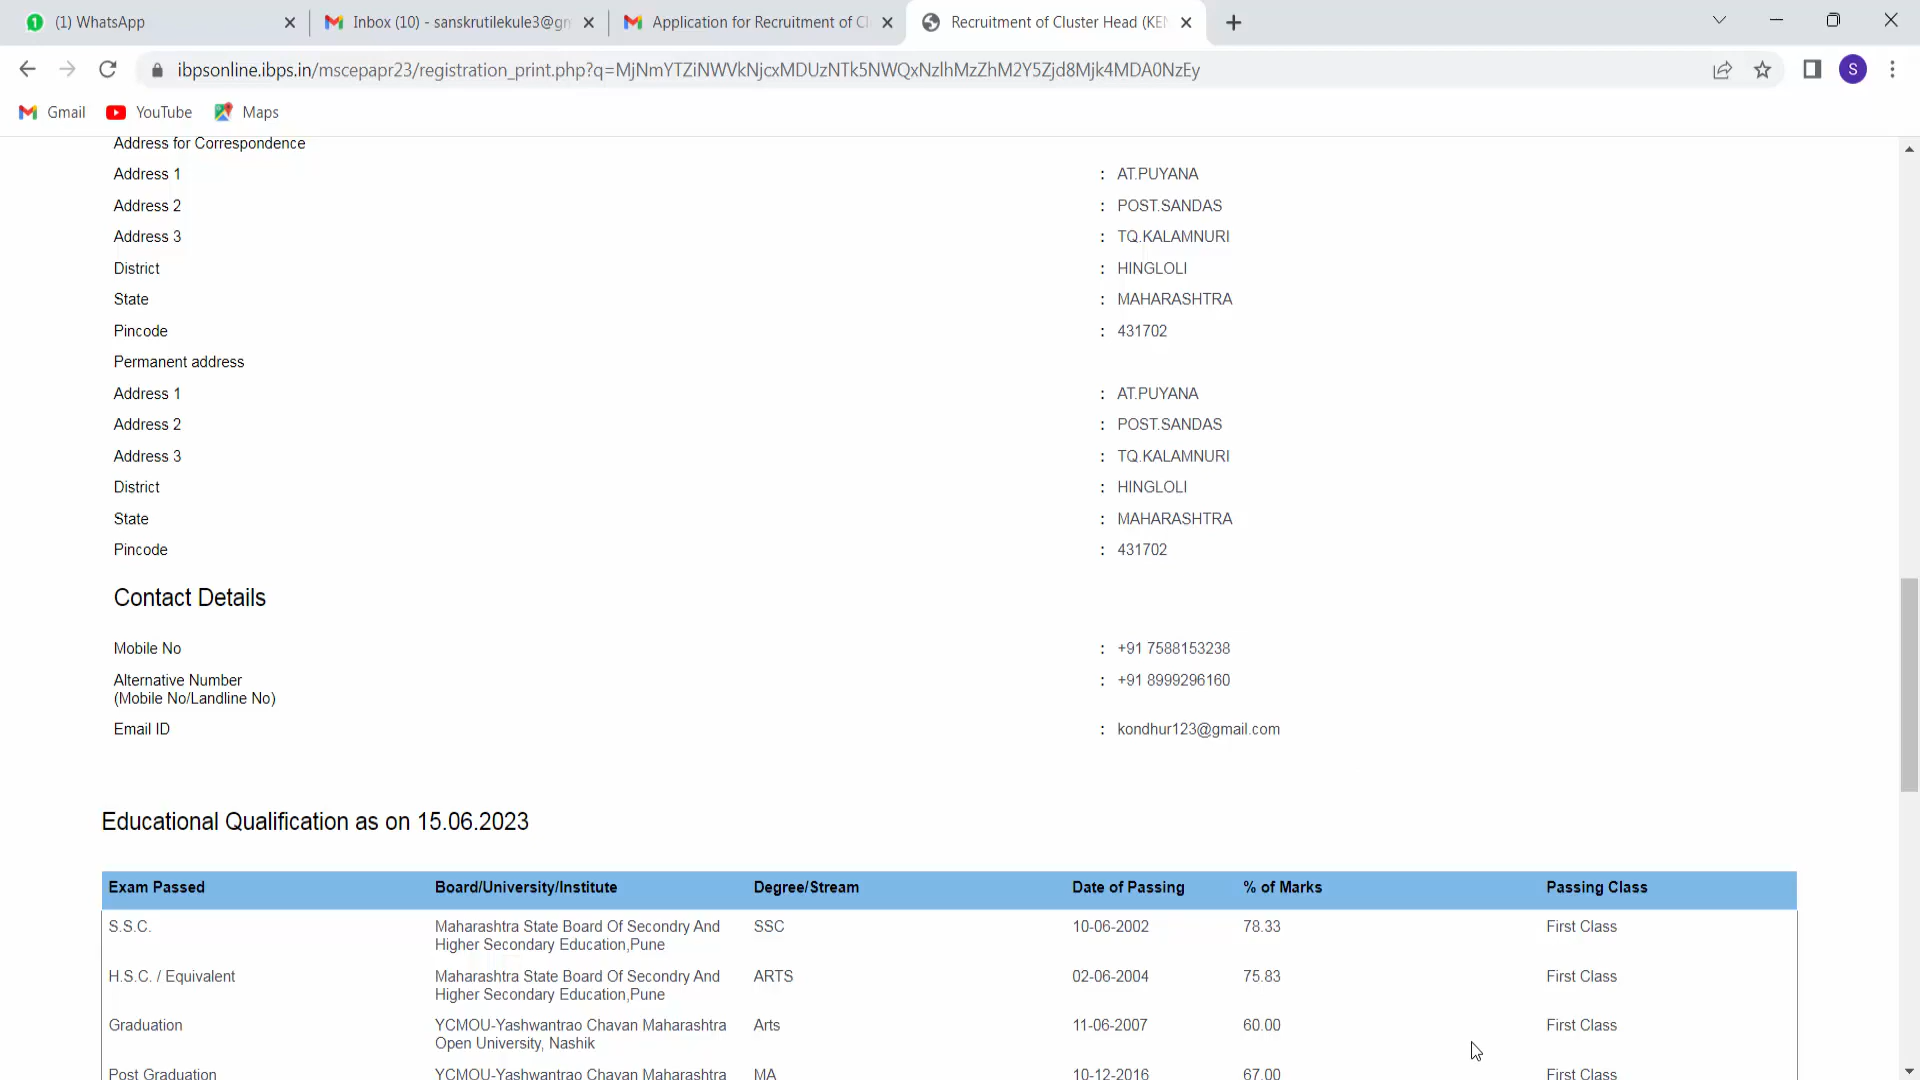 (1) WhatsApp
Inbox (10) - sanskrutilekule3@gm
Application for Recruitment of Cl
Recruitment of Cluster Head (KEN
ibpsonline.ibps.in/mscepapr23/registration_print.php?q=MjNmYTZiNWVkNjcxMDUzNTk5NWQxNzlhMzZhM2Y5Zjd8Mjk4MDA0NzEy
S
Gmail YouTube Maps
Address for Correspondence
Address 1 : AT.PUYANA
Address 2 : POST.SANDAS
Address 3 : TQ.KALAMNURI
District : HINGLOLI
State : MAHARASHTRA
Pincode : 431702
Permanent address
Address 1 : AT.PUYANA
Address 2 : POST.SANDAS
Address 3 : TQ.KALAMNURI
District : HINGLOLI
State : MAHARASHTRA
Pincode : 431702
Contact Details
Mobile No : +91 7588153238
Alternative Number : +91 8999296160
(Mobile No/Landline No)
Email ID : kondhur123@gmail.com
Educational Qualification as on 15.06.2023
Exam Passed Board/University/Institute Degree/Stream Date of Passing % of Marks Passing Class
S.S.C. Maharashtra State Board Of Secondry And SSC 10-06-2002 78.33 First Class
Higher Secondary Education,Pune
H.S.C. / Equivalent Maharashtra State Board Of Secondry And ARTS 02-06-2004 75.83 First Class
Higher Secondary Education,Pune
Graduation YCMOU-Yashwantrao Chavan Maharashtra Arts 11-06-2007 60.00 First Class
Open University, Nashik
Post Graduation YCMOU-Yashwantrao Chavan Maharashtra MA 10-12-2016 67.00 First Class